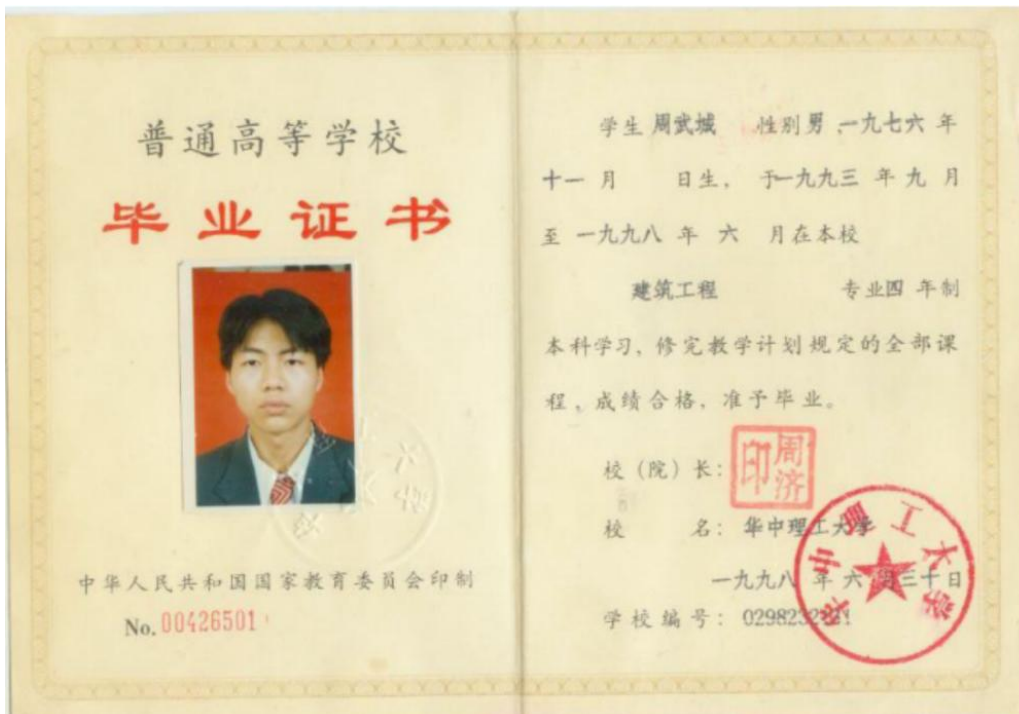 普通高等学校
毕业证书
中华人民共和国国家教育委员会印制
No. 00426501
学生 周武城 性别 男 ,一九七六 年
十一 月 日生, 于一九九三 年 九 月
至 一九九八 年 六 月在本校
建筑工程 专业四 年制
本科学习, 修完教学计划规定的全部课
程, 成绩合格, 准予毕业。
校 (院) 长: 周济印
校 名: 华中理工大学
一九九八 年 六 月三十日
学校编号:
华中理工大学